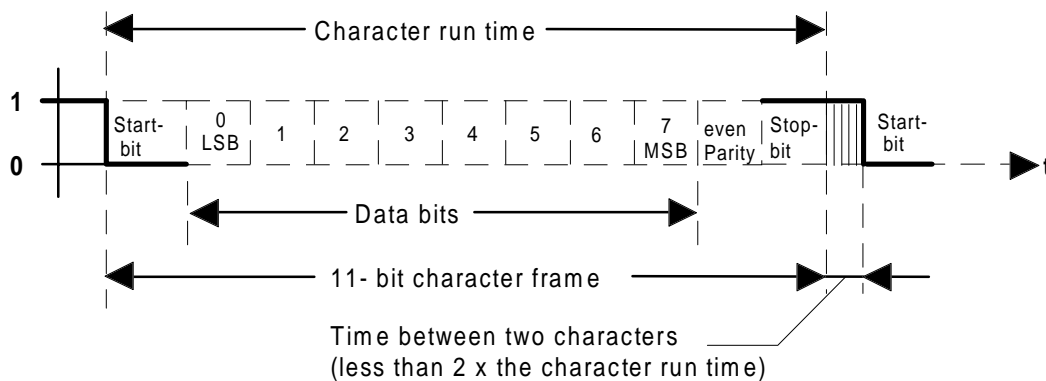 Character run time
1
0
Start-
bit
0
LSB
1
2
3
4
5
6
7
MSB
even
Parity
Stop-
bit
Start-
bit
t
Data bits
11- bit character frame
Time between two characters
(less than 2 x the character run time)